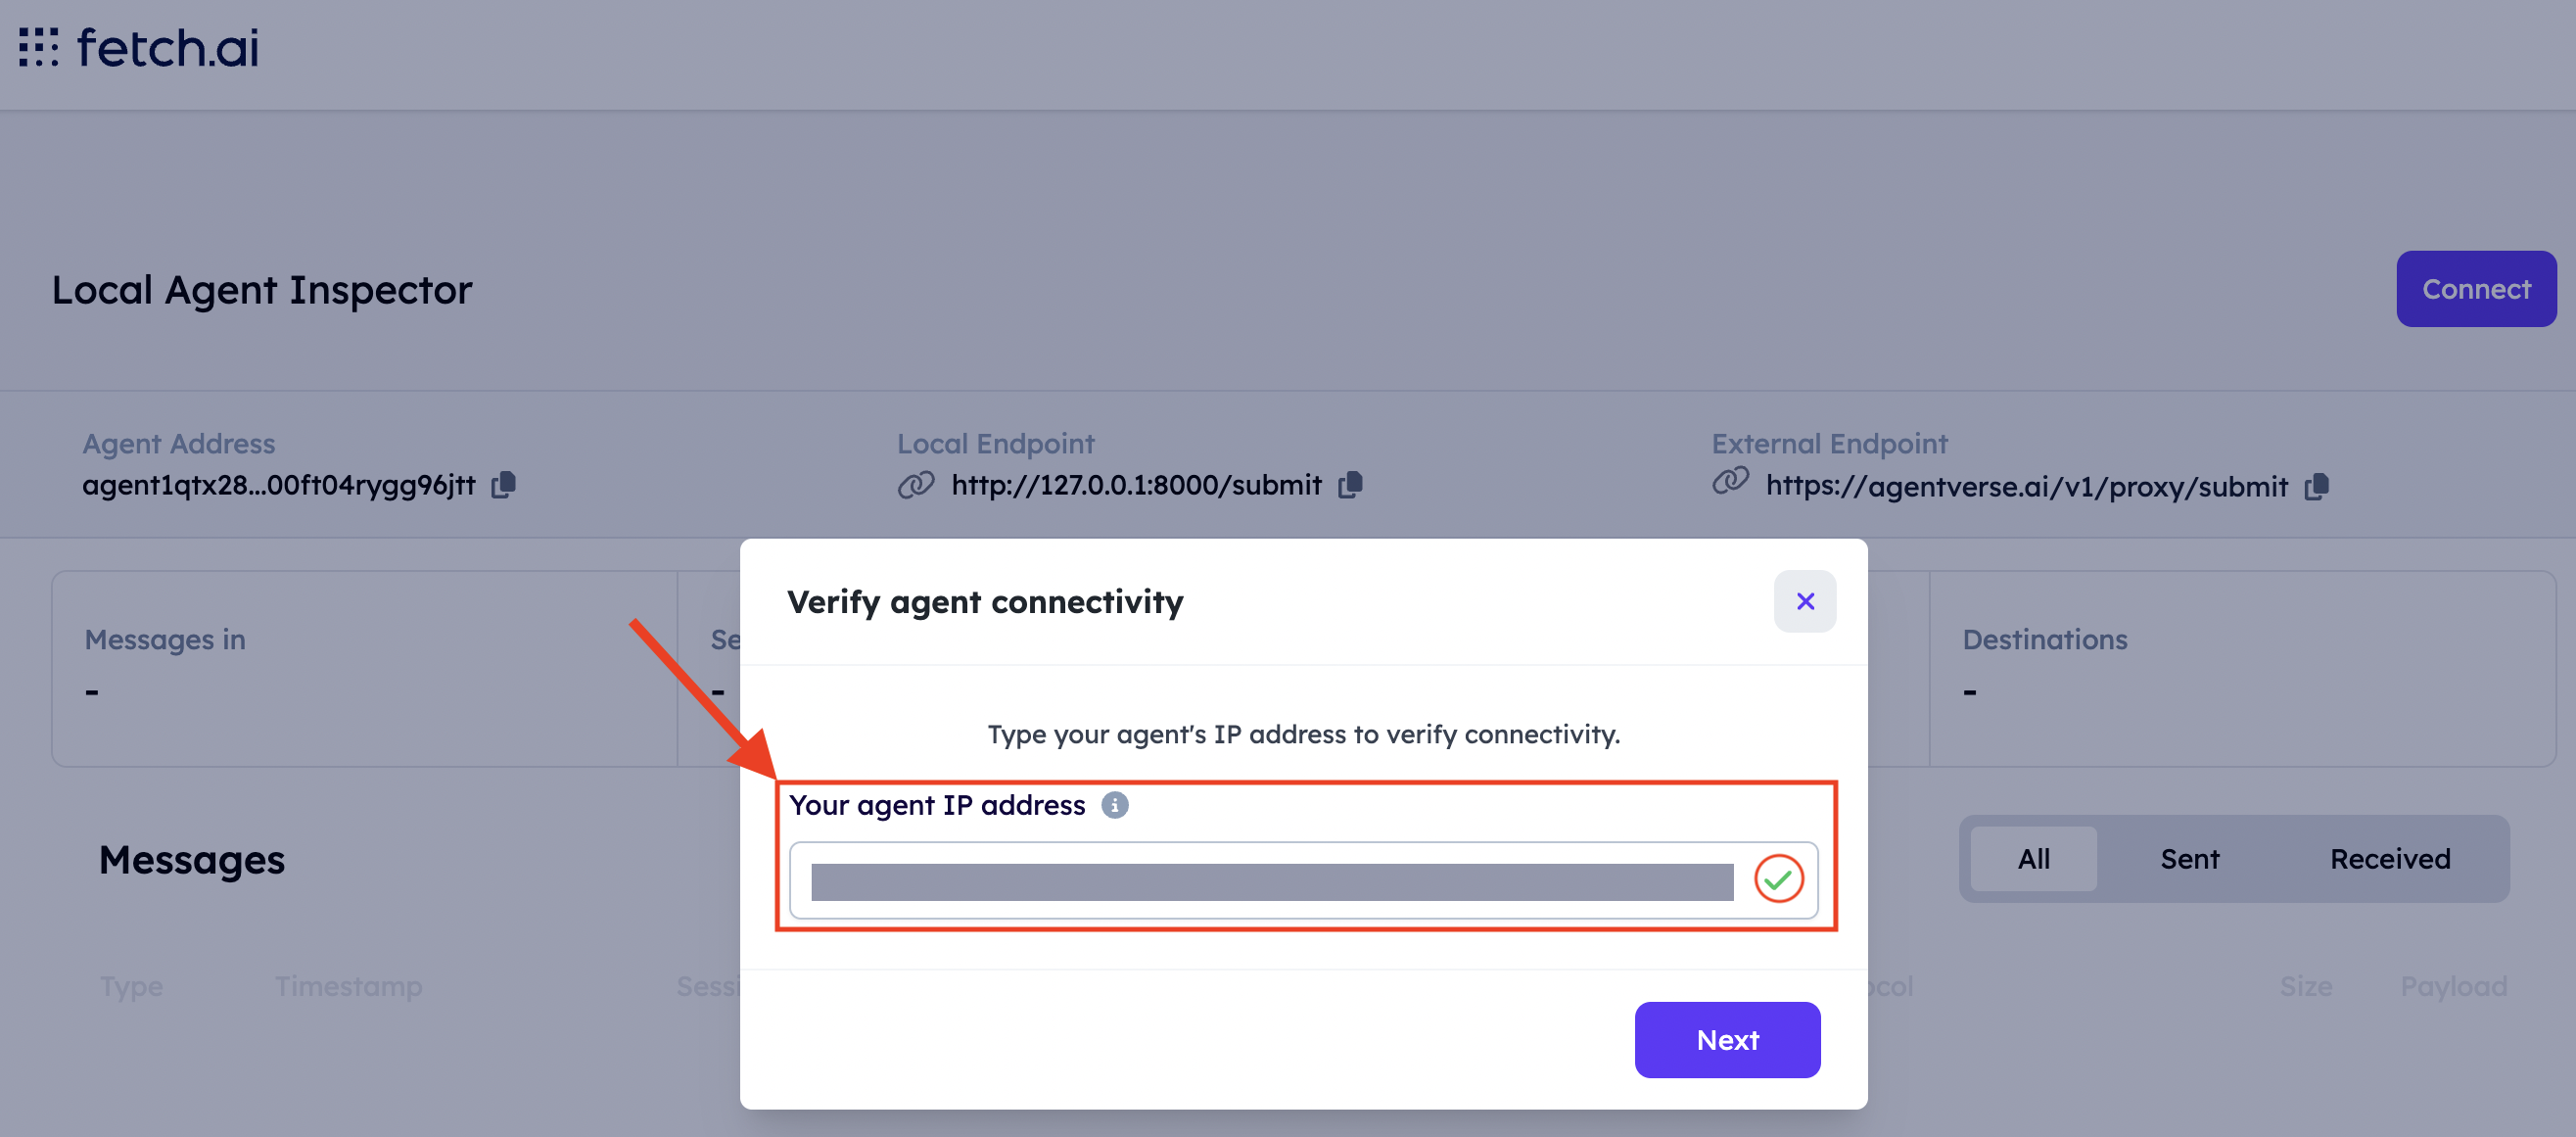 fetch.ai
Local Agent Inspector
Connect
Agent Address
agent1qtx28...00ft04rygg96jtt
Local Endpoint
http://127.0.0.1:8000/submit
External Endpoint
https://agentverse.ai/v1/proxy/submit
Messages in
-
Se
-
Destinations
-
Verify agent connectivity
Type your agent's IP address to verify connectivity.
Your agent IP address
Next
Messages
All
Sent
Received
Type
Timestamp
Sessi
ocol
Size
Payload